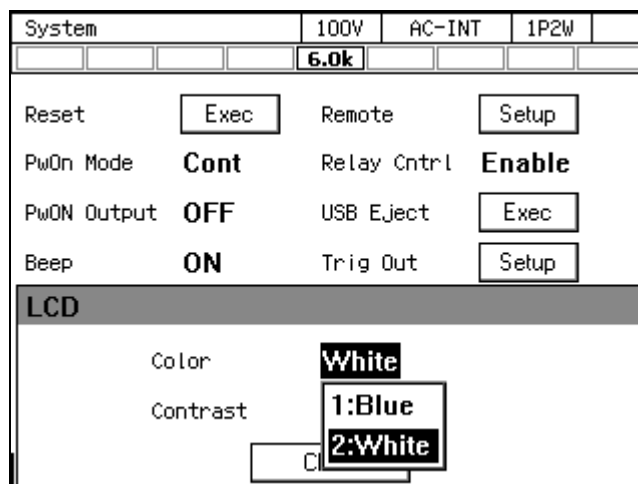 System 100V AC-INT 1P2W
6.0k
Reset Exec Remote Setup
PwOn Mode Cont Relay Cntrl Enable
PwON Output OFF USB Eject Exec
Beep ON Trig Out Setup
LCD
Color White
Contrast 1:Blue
2:White